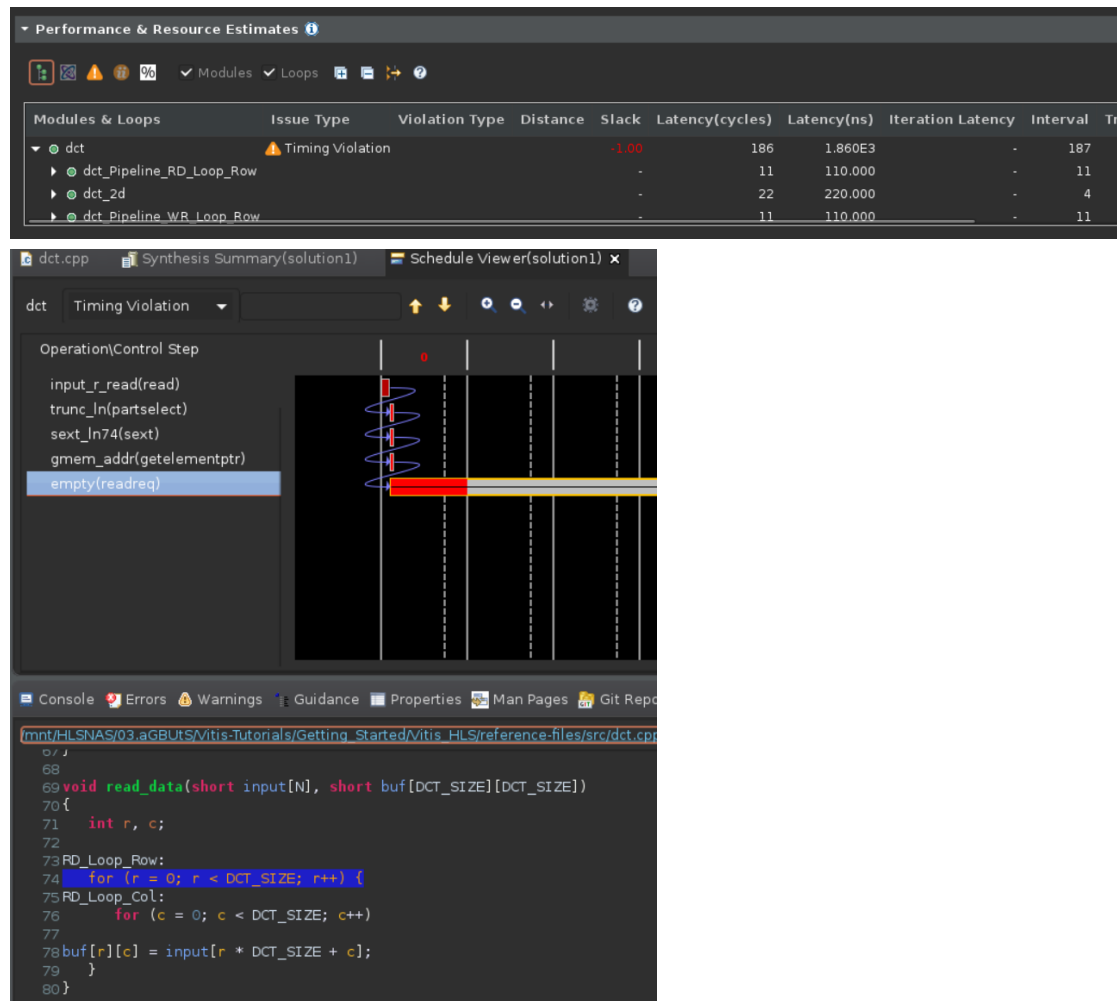 Performance & Resource Estimates
% Modules Loops
Modules & Loops Issue Type Violation Type Distance Slack Latency(cycles) Latency(ns) Iteration Latency Interval Tr
dct Timing Violation -1.00 186 1.860E3 - 187
dct_Pipeline_RD_Loop_Row - 11 110.000 - 11
dct_2d - 22 220.000 - 4
dct_Pipeline_WR_Loop_Row - 11 110.000 - 11
dct.cpp Synthesis Summary(solution1) Schedule Viewer(solution1)
dct Timing Violation
Operation\Control Step 0
input_r_read(read)
trunc_ln(partselect)
sext_ln74(sext)
gmem_addr(getelementptr)
empty(readreq)
Console Errors Warnings Guidance Properties Man Pages Git Repo
/mnt/HLSNAS/03.aGBUtS/Vitis-Tutorials/Getting_Started/Vitis_HLS/reference-files/src/dct.cpp
67 }
68
69 void read_data(short input[N], short buf[DCT_SIZE][DCT_SIZE])
70 {
71 int r, c;
72
73 RD_Loop_Row:
74 for (r = 0; r < DCT_SIZE; r++) {
75 RD_Loop_Col:
76 for (c = 0; c < DCT_SIZE; c++)
77
78 buf[r][c] = input[r * DCT_SIZE + c];
79 }
80 }